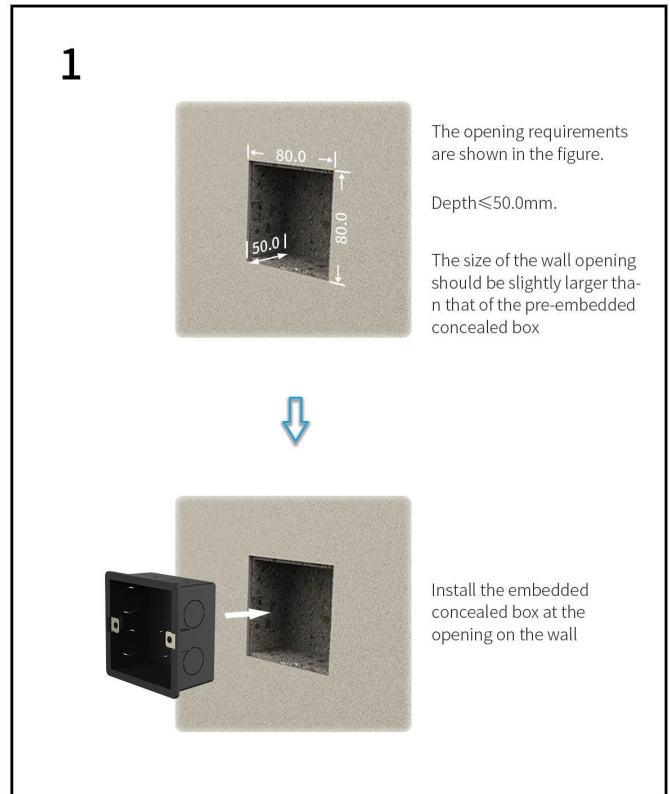 1
80.0
80.0
50.0
The opening requirements
are shown in the figure.
Depth≤50.0mm.
The size of the wall opening
should be slightly larger tha-
n that of the pre-embedded
concealed box
Install the embedded
concealed box at the
opening on the wall